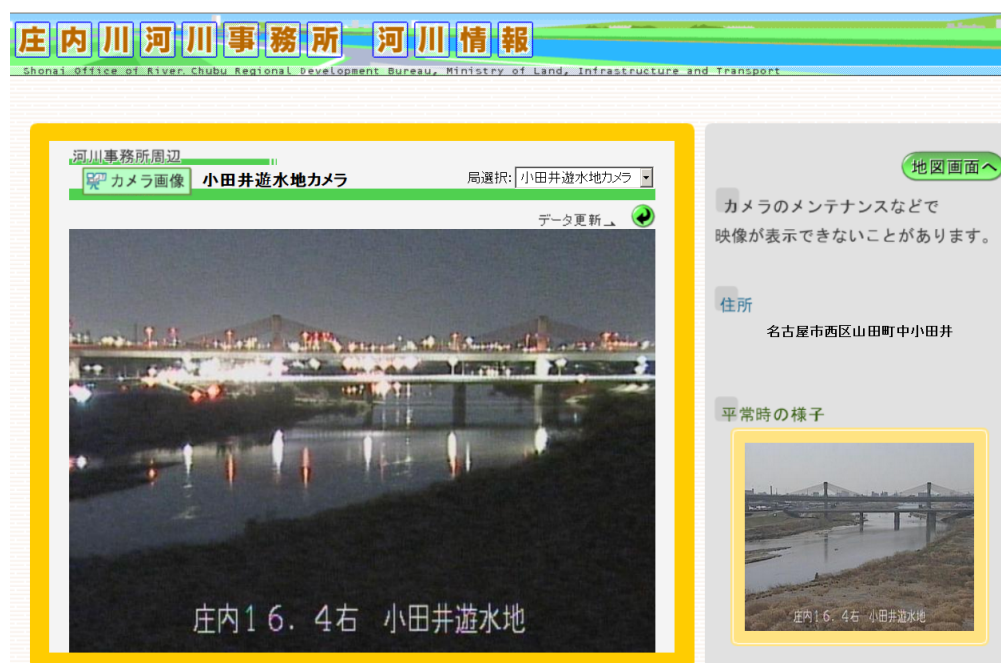 庄内川河川事務所 河川情報
Shonai Office of River. Chubu Regional Development Bureau, Ministry of Land, Infrastructure and Transport
河川事務所周辺
カメラ画像 小田井遊水地カメラ
局選択: 小田井遊水地カメラ
データ更新
庄内16.4右 小田井遊水地
地図画面へ
カメラのメンテナンスなどで
映像が表示できないことがあります。
住所
名古屋市西区山田町中小田井
平常時の様子
庄内16.4右 小田井遊水地